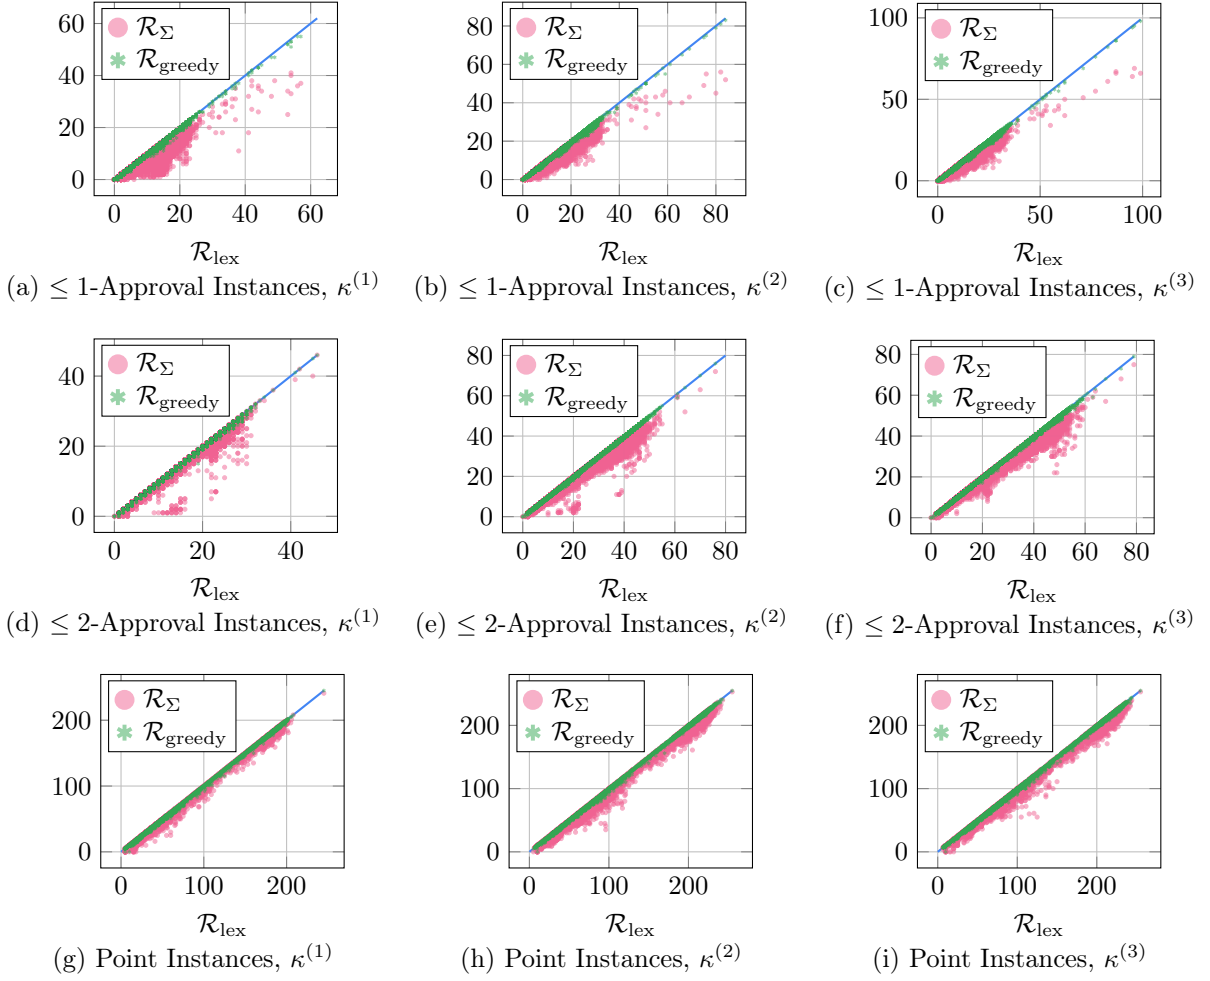 60
40
20
0
0 20 40 60
R_Σ
R_greedy
R_lex
(a) ≤ 1-Approval Instances, κ^(1)
80
60
40
20
0
0 20 40 60 80
R_Σ
R_greedy
R_lex
(b) ≤ 1-Approval Instances, κ^(2)
100
50
0
0 50 100
R_Σ
R_greedy
R_lex
(c) ≤ 1-Approval Instances, κ^(3)
40
20
0
0 20 40
R_Σ
R_greedy
R_lex
(d) ≤ 2-Approval Instances, κ^(1)
80
60
40
20
0
0 20 40 60 80
R_Σ
R_greedy
R_lex
(e) ≤ 2-Approval Instances, κ^(2)
80
60
40
20
0
0 20 40 60 80
R_Σ
R_greedy
R_lex
(f) ≤ 2-Approval Instances, κ^(3)
200
100
0
0 100 200
R_Σ
R_greedy
R_lex
(g) Point Instances, κ^(1)
200
100
0
0 100 200
R_Σ
R_greedy
R_lex
(h) Point Instances, κ^(2)
200
100
0
0 100 200
R_Σ
R_greedy
R_lex
(i) Point Instances, κ^(3)